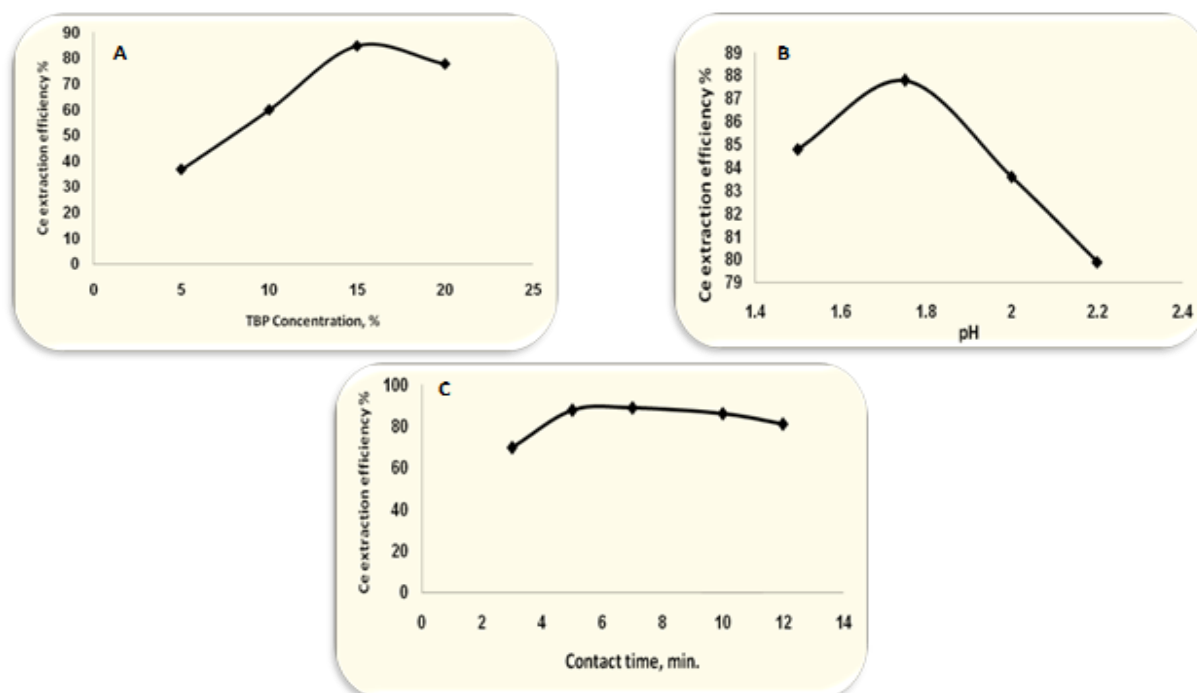 A
Ce extraction efficiency %
90
80
70
60
50
40
30
20
10
0
0 5 10 15 20 25
TBP Concentration, %
B
Ce extraction efficiency %
89
88
87
86
85
84
83
82
81
80
79
1.4 1.6 1.8 2 2.2 2.4
pH
C
Ce extraction efficiency %
100
80
60
40
20
0
0 2 4 6 8 10 12 14
Contact time, min.